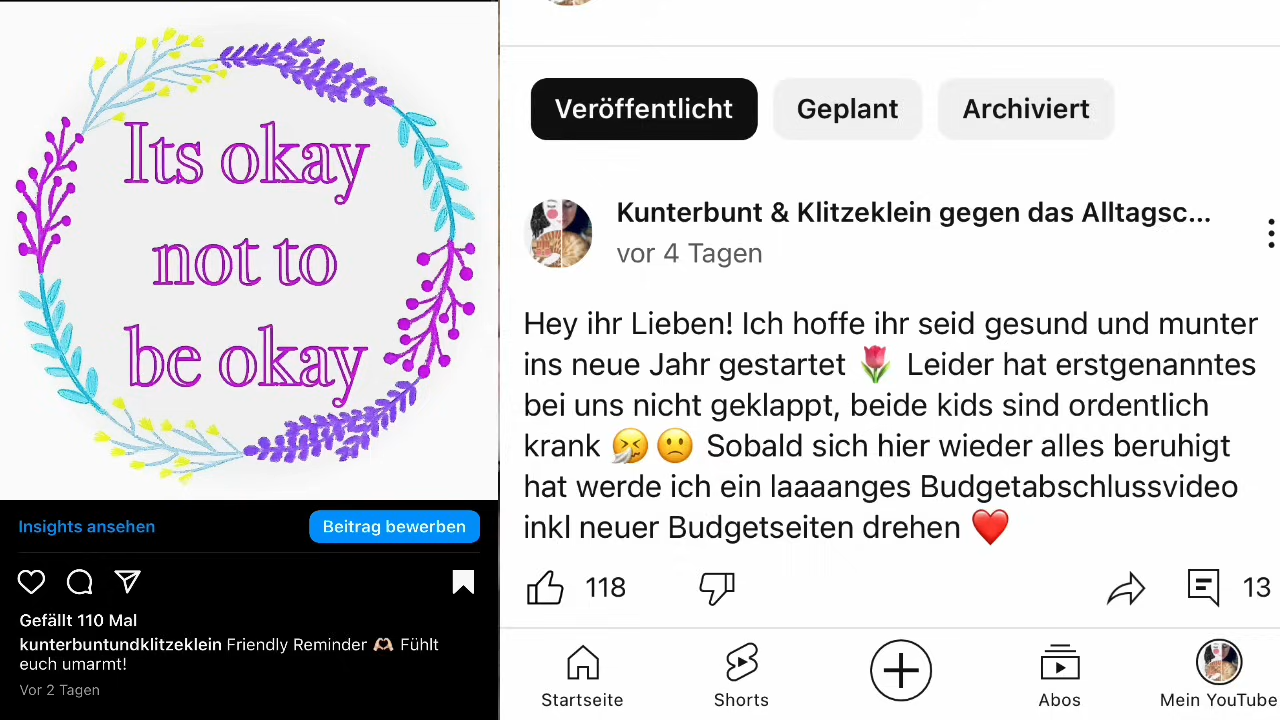 Its okay
not to
be okay
Insights ansehen
Beitrag bewerben
Gefällt 110 Mal
kunterbuntundklitzeklein Friendly Reminder 🫶🏼 Fühlt
euch umarmt!
Vor 2 Tagen
Veröffentlicht
Geplant
Archiviert
Kunterbunt & Klitzeklein gegen das Alltagsc...
vor 4 Tagen
Hey ihr Lieben! Ich hoffe ihr seid gesund und munter
ins neue Jahr gestartet 🌷 Leider hat erstgenanntes
bei uns nicht geklappt, beide kids sind ordentlich
krank 🤧🙁 Sobald sich hier wieder alles beruhigt
hat werde ich ein laaaanges Budgetabschlussvideo
inkl neuer Budgetseiten drehen ❤️
118
13
Startseite
Shorts
Abos
Mein YouTube